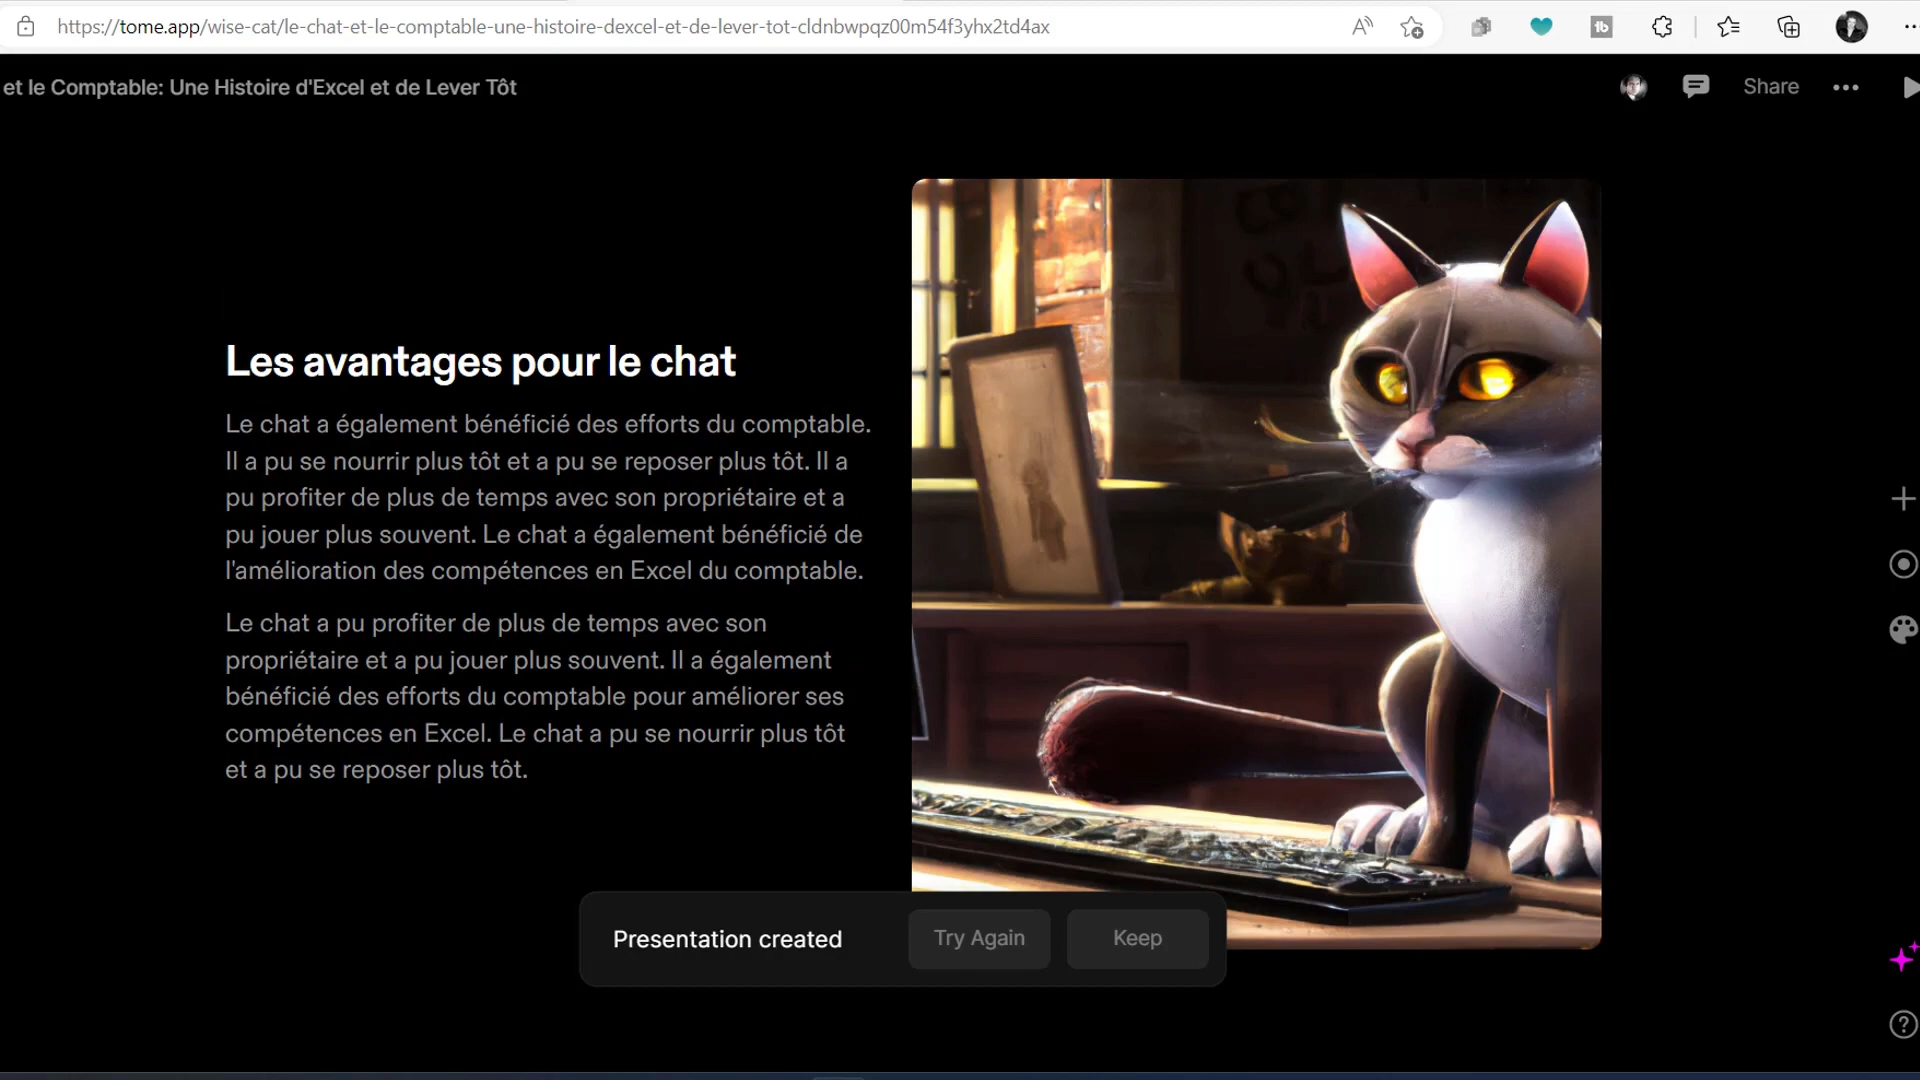 https://tome.app/wise-cat/le-chat-et-le-comptable-une-histoire-dexcel-et-de-lever-tot-cldnbwpqz00m54f3yhx2td4ax
et le Comptable: Une Histoire d'Excel et de Lever Tôt
Share
Les avantages pour le chat
Le chat a également bénéficié des efforts du comptable.
Il a pu se nourrir plus tôt et a pu se reposer plus tôt. Il a
pu profiter de plus de temps avec son propriétaire et a
pu jouer plus souvent. Le chat a également bénéficié de
l'amélioration des compétences en Excel du comptable.
Le chat a pu profiter de plus de temps avec son
propriétaire et a pu jouer plus souvent. Il a également
bénéficié des efforts du comptable pour améliorer ses
compétences en Excel. Le chat a pu se nourrir plus tôt
et a pu se reposer plus tôt.
Presentation created
Try Again
Keep